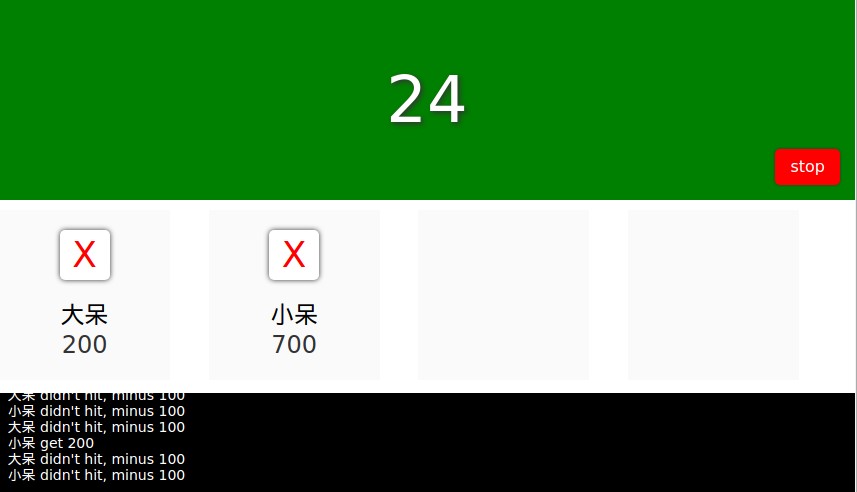 24
stop
X
X
大呆
小呆
200
700
大呆 didn't hit, minus 100
小呆 didn't hit, minus 100
大呆 didn't hit, minus 100
小呆 get 200
大呆 didn't hit, minus 100
小呆 didn't hit, minus 100